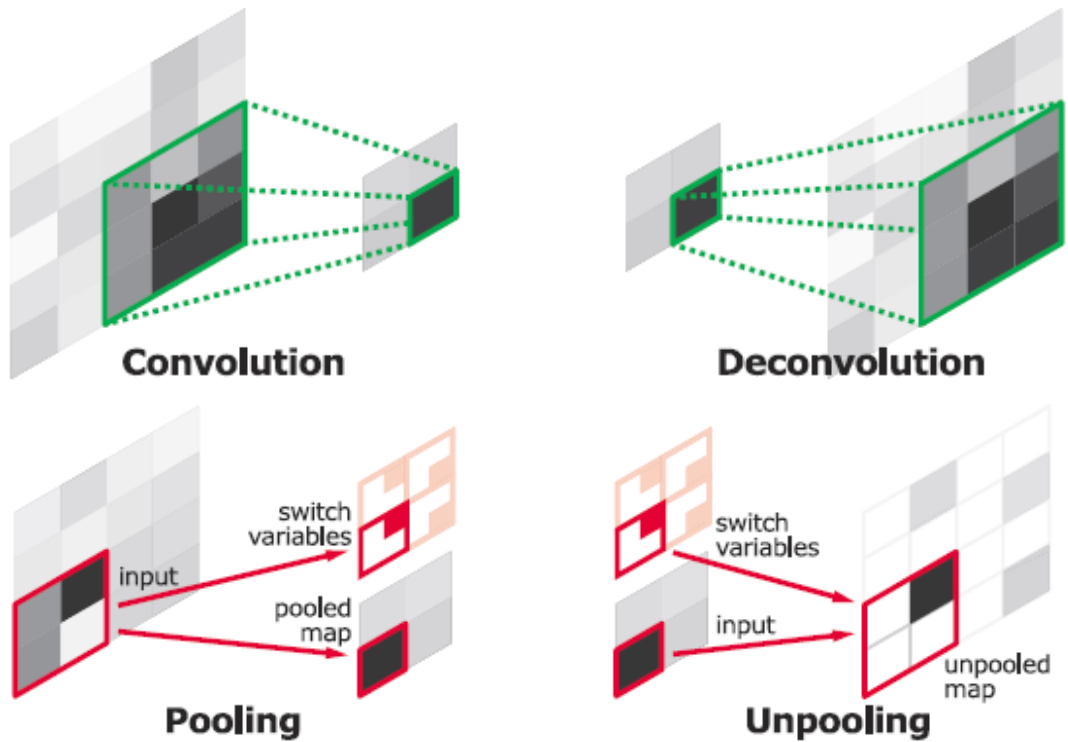 Convolution
Deconvolution
switch
variables
input
pooled
map
Pooling
switch
variables
input
unpooled
map
Unpooling